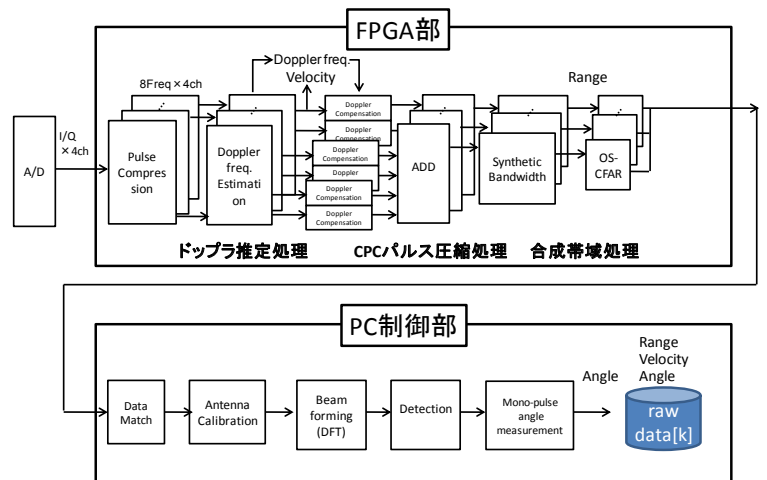 FPGA部
Doppler freq.
Velocity
8Freq×4ch
Range
I/Q
×4ch
A/D
Pulse
Compres
sion
Doppler
freq.
Estimati
on
Doppler
Compensation
Doppler
Compensation
Doppler
Compensation
Doppler
Doppler
Compensation
Doppler
Compensation
ADD
Synthetic
Bandwidth
OS-
CFAR
ドップラ推定処理
CPCパルス圧縮処理
合成帯域処理
PC制御部
Data
Match
Antenna
Calibration
Beam
forming
(DFT)
Detection
Mono-pulse
angle
measurement
Angle
Range
Velocity
Angle
raw
data[k]